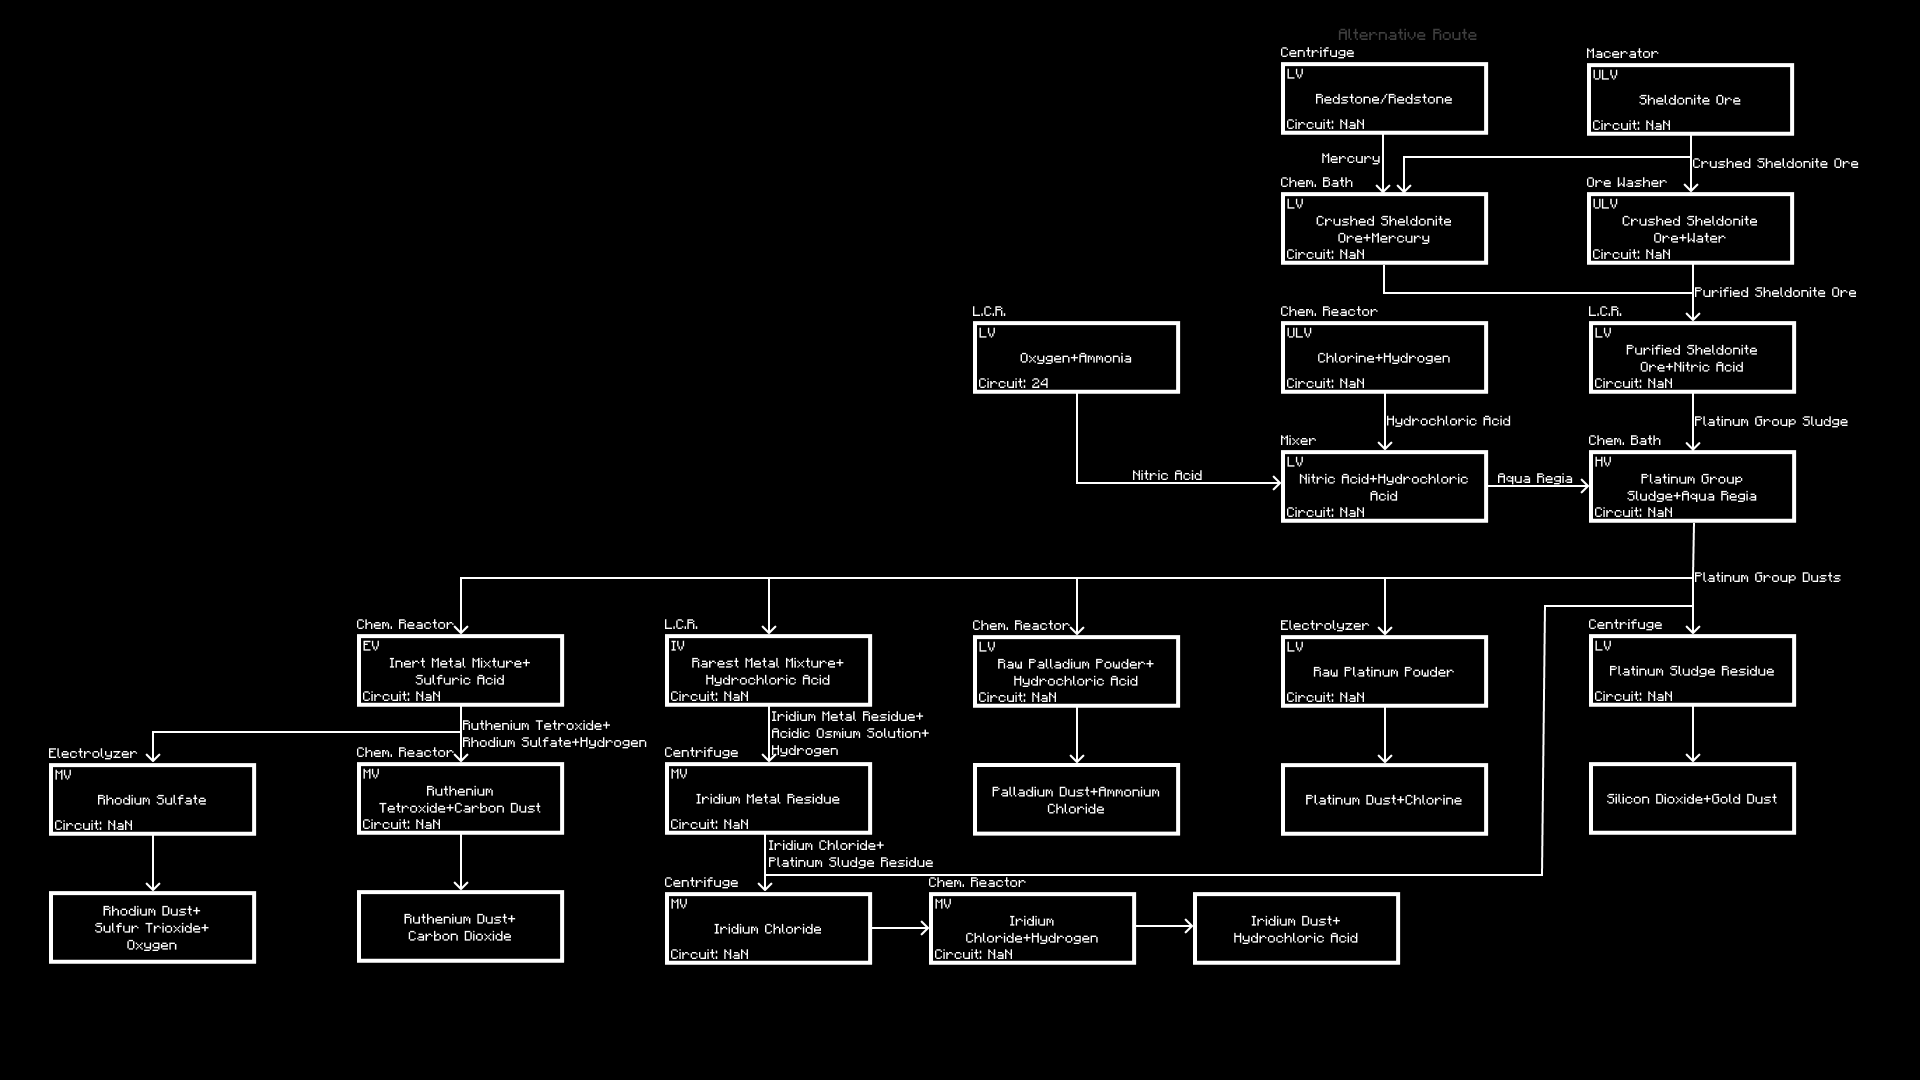 Alternative Route
Centrifuge
Macerator
LV
Redstone/Redstone
Circuit: NaN
ULV
Sheldonite Ore
Circuit: NaN
Mercury
Crushed Sheldonite Ore
Chem. Bath
Ore Washer
LV
Crushed Sheldonite
Ore+Mercury
Circuit: NaN
ULV
Crushed Sheldonite
Ore+Water
Circuit: NaN
Purified Sheldonite Ore
L.C.R.
Chem. Reactor
L.C.R.
LV
Oxygen+Ammonia
Circuit: 24
ULV
Chlorine+Hydrogen
Circuit: NaN
LV
Purified Sheldonite
Ore+Nitric Acid
Circuit: NaN
Hydrochloric Acid
Platinum Group Sludge
Mixer
Chem. Bath
Nitric Acid
LV
Nitric Acid+Hydrochloric
Acid
Circuit: NaN
Aqua Regia
HV
Platinum Group
Sludge+Aqua Regia
Circuit: NaN
Platinum Group Dusts
Chem. Reactor
L.C.R.
Chem. Reactor
Electrolyzer
Centrifuge
EV
Inert Metal Mixture+
Sulfuric Acid
Circuit: NaN
IV
Rarest Metal Mixture+
Hydrochloric Acid
Circuit: NaN
LV
Raw Palladium Powder+
Hydrochloric Acid
Circuit: NaN
LV
Raw Platinum Powder
Circuit: NaN
LV
Platinum Sludge Residue
Circuit: NaN
Ruthenium Tetroxide+
Rhodium Sulfate+Hydrogen
Iridium Metal Residue+
Acidic Osmium Solution+
Hydrogen
Electrolyzer
Chem. Reactor
Centrifuge
MV
Rhodium Sulfate
Circuit: NaN
MV
Ruthenium
Tetroxide+Carbon Dust
Circuit: NaN
MV
Iridium Metal Residue
Circuit: NaN
Palladium Dust+Ammonium
Chloride
Platinum Dust+Chlorine
Silicon Dioxide+Gold Dust
Iridium Chloride+
Platinum Sludge Residue
Centrifuge
Chem. Reactor
Rhodium Dust+
Sulfur Trioxide+
Oxygen
Ruthenium Dust+
Carbon Dioxide
MV
Iridium Chloride
Circuit: NaN
MV
Iridium
Chloride+Hydrogen
Circuit: NaN
Iridium Dust+
Hydrochloric Acid